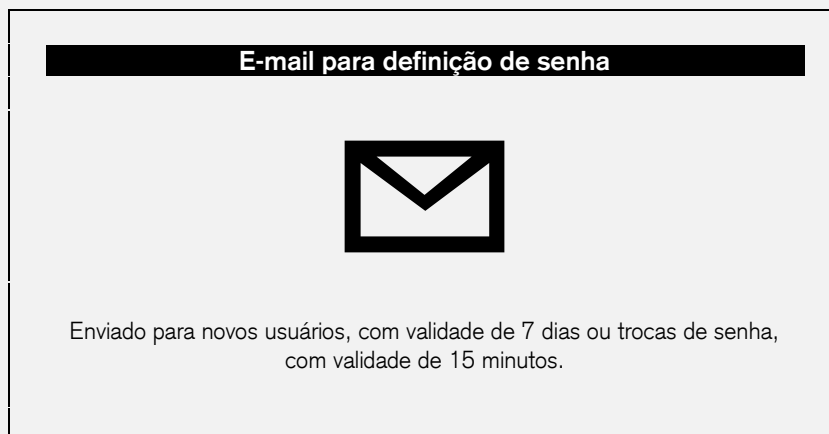 E-mail para definição de senha
Enviado para novos usuários, com validade de 7 dias ou trocas de senha,
com validade de 15 minutos.